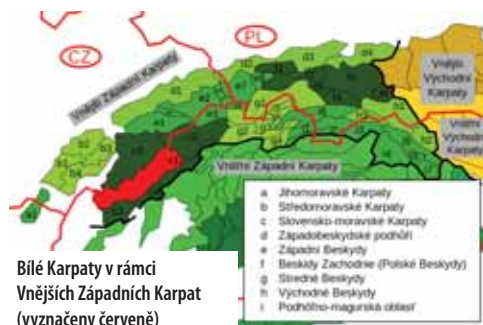 CZ
PL
Vnější Západní Karpaty
Vnější
Východní
Karpaty
Vnitřní
Východní
Karpaty
Vnitřní Západní Karpaty
a Jihomoravské Karpaty
b Středomoravské Karpaty
c Slovensko-moravské Karpaty
d Západobeskydské podhůří
e Západní Beskydy
f Beskidy Zachodnie (Polské Beskydy)
g Stredné Beskydy
h Východné Beskydy
i Podhôľno-magurská oblasť
Bílé Karpaty v rámci
Vnějších Západních Karpat
(vyznačeny červeně)